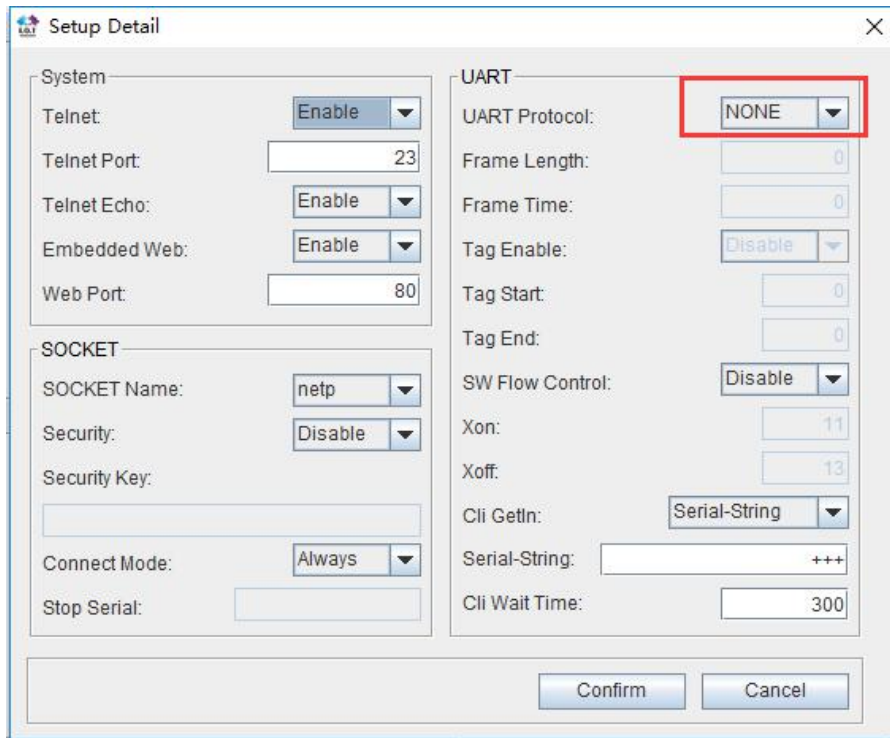 Setup Detail
System
Telnet: Enable
Telnet Port: 23
Telnet Echo: Enable
Embedded Web: Enable
Web Port: 80
SOCKET
SOCKET Name: netp
Security: Disable
Security Key:
Connect Mode: Always
Stop Serial:
UART
UART Protocol: NONE
Frame Length: 0
Frame Time: 0
Tag Enable: Disable
Tag Start: 0
Tag End: 0
SW Flow Control: Disable
Xon: 11
Xoff: 13
Cli GetIn: Serial-String
Serial-String: +++
Cli Wait Time: 300
Confirm Cancel